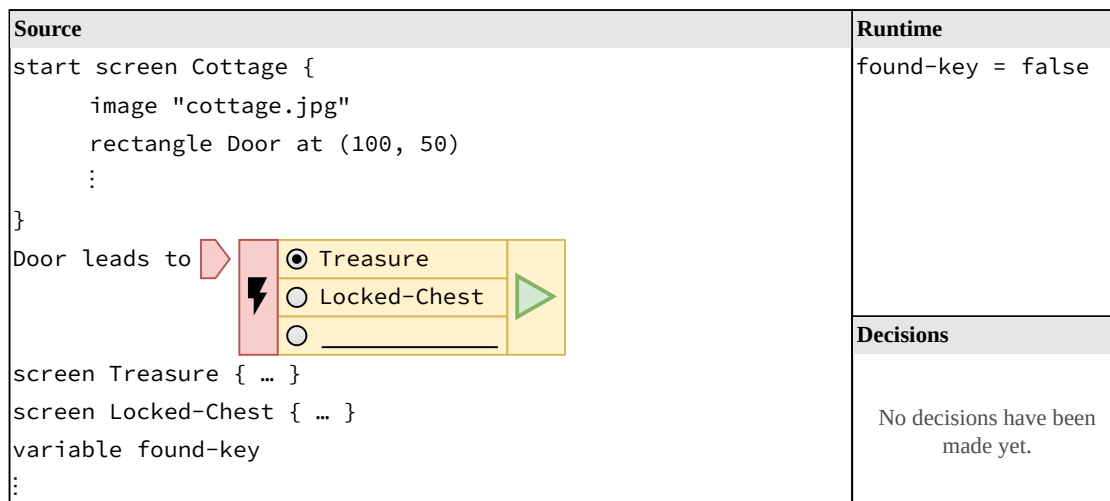 Source
start screen Cottage {
image "cottage.jpg"
rectangle Door at (100, 50)
⋮
}
Door leads to
Treasure
Locked-Chest
screen Treasure { … }
screen Locked-Chest { … }
variable found-key
⋮
Runtime
found-key = false
Decisions
No decisions have been
made yet.